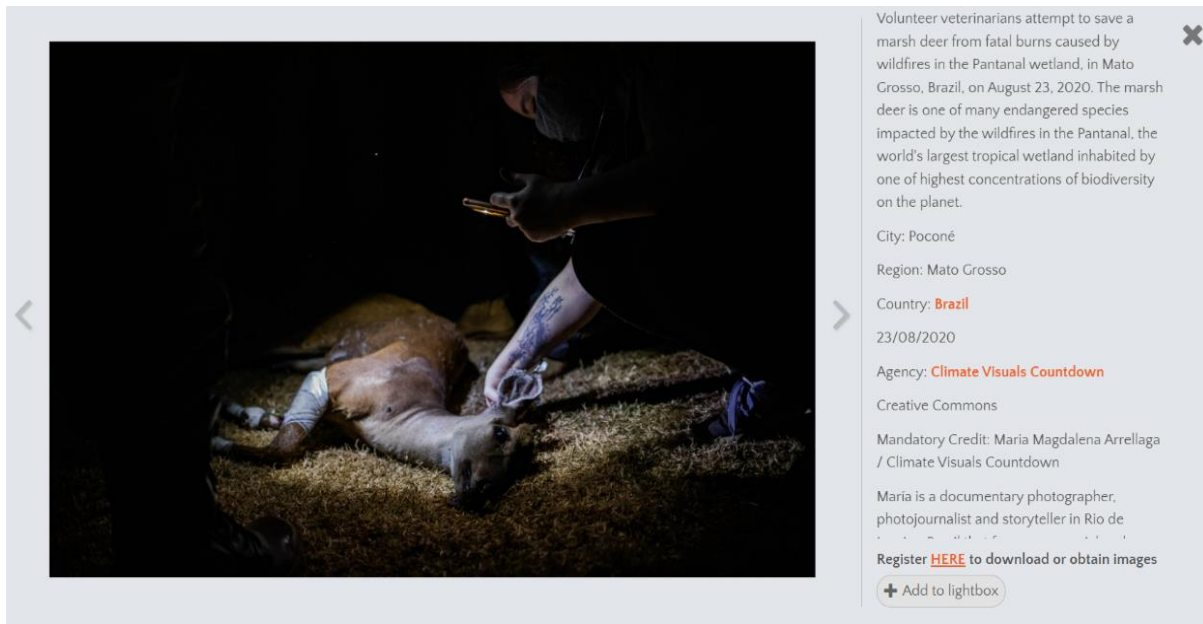 Volunteer veterinarians attempt to save a
marsh deer from fatal burns caused by
wildfires in the Pantanal wetland, in Mato
Grosso, Brazil, on August 23, 2020. The marsh
deer is one of many endangered species
impacted by the wildfires in the Pantanal, the
world's largest tropical wetland inhabited by
one of highest concentrations of biodiversity
on the planet.
City: Poconé
Region: Mato Grosso
Country: Brazil
23/08/2020
Agency: Climate Visuals Countdown
Creative Commons
Mandatory Credit: Maria Magdalena Arrellaga
/ Climate Visuals Countdown
María is a documentary photographer,
photojournalist and storyteller in Rio de
Register HERE to download or obtain images
Add to lightbox